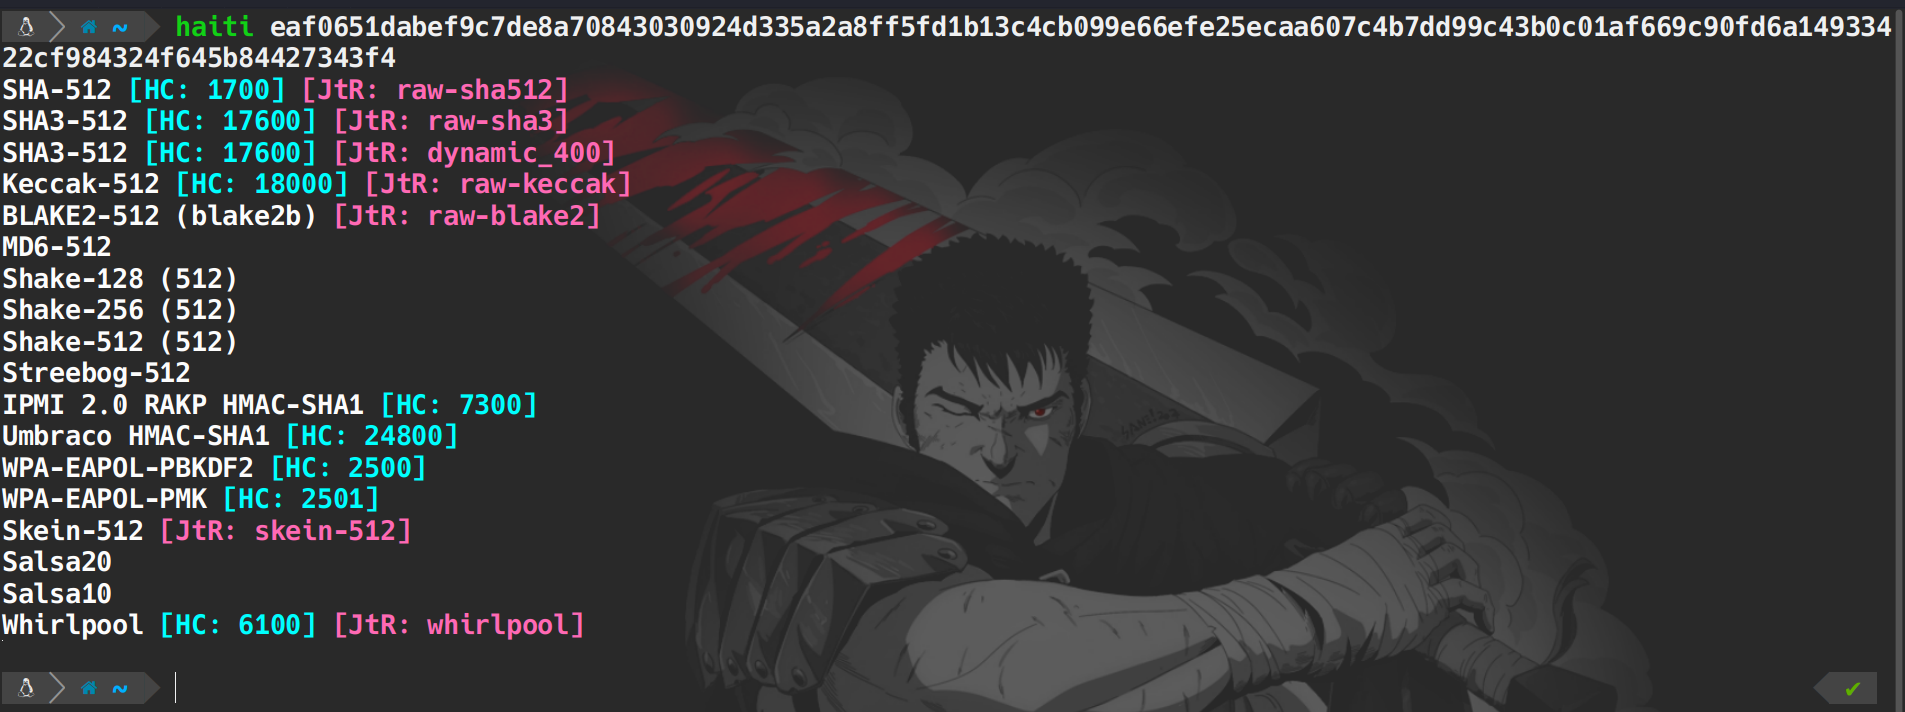 ~ haiti eaf0651dabef9c7de8a70843030924d335a2a8ff5fd1b13c4cb099e66efe25ecaa607c4b7dd99c43b0c01af669c90fd6a149334
22cf984324f645b84427343f4
SHA-512 [HC: 1700] [JtR: raw-sha512]
SHA3-512 [HC: 17600] [JtR: raw-sha3]
SHA3-512 [HC: 17600] [JtR: dynamic_400]
Keccak-512 [HC: 18000] [JtR: raw-keccak]
BLAKE2-512 (blake2b) [JtR: raw-blake2]
MD6-512
Shake-128 (512)
Shake-256 (512)
Shake-512 (512)
Streebog-512
IPMI 2.0 RAKP HMAC-SHA1 [HC: 7300]
Umbraco HMAC-SHA1 [HC: 24800]
WPA-EAPOL-PBKDF2 [HC: 2500]
WPA-EAPOL-PMK [HC: 2501]
Skein-512 [JtR: skein-512]
Salsa20
Salsa10
Whirlpool [HC: 6100] [JtR: whirlpool]
~ ✔